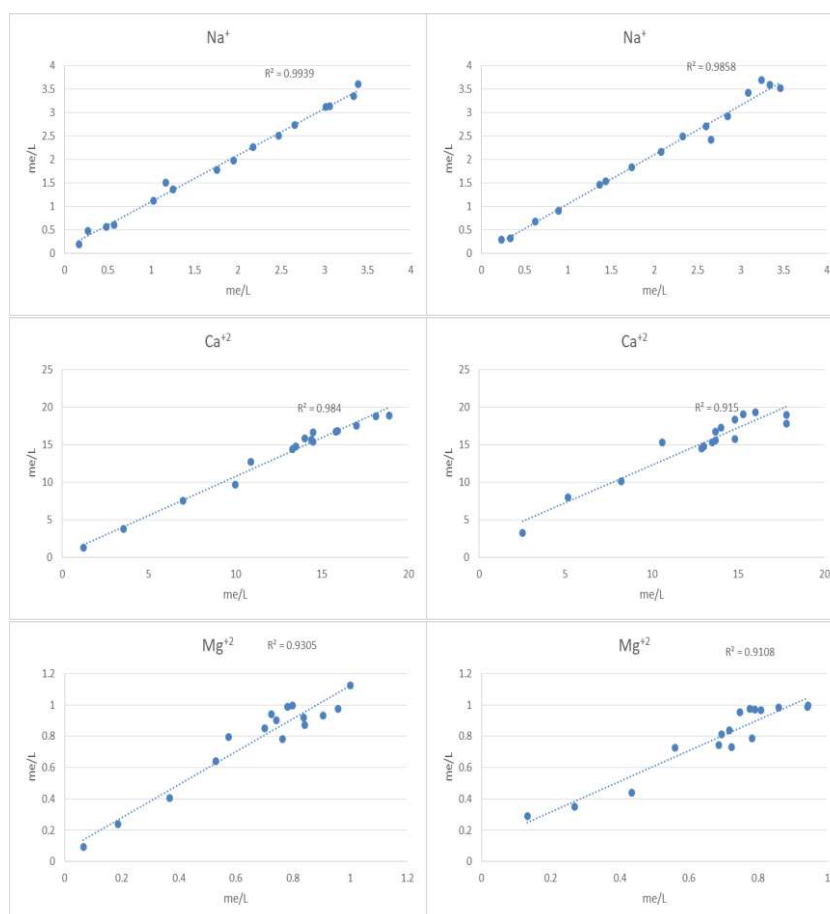 Na⁺
R² = 0.9939
4
3.5
3
2.5
2
1.5
1
0.5
0
me/L
0 0.5 1 1.5 2 2.5 3 3.5 4
me/L
Na⁺
R² = 0.9858
4
3.5
3
2.5
2
1.5
1
0.5
0
me/L
0 0.5 1 1.5 2 2.5 3 3.5 4
me/L
Ca⁺²
R² = 0.984
25
20
15
10
5
0
me/L
0 5 10 15 20
me/L
Ca⁺²
R² = 0.915
25
20
15
10
5
0
me/L
0 5 10 15 20
me/L
Mg⁺²
R² = 0.9305
1.2
1
0.8
0.6
0.4
0.2
0
me/L
0 0.2 0.4 0.6 0.8 1 1.2
me/L
Mg⁺²
R² = 0.9108
1.2
1
0.8
0.6
0.4
0.2
0
me/L
0 0.2 0.4 0.6 0.8 1
me/L